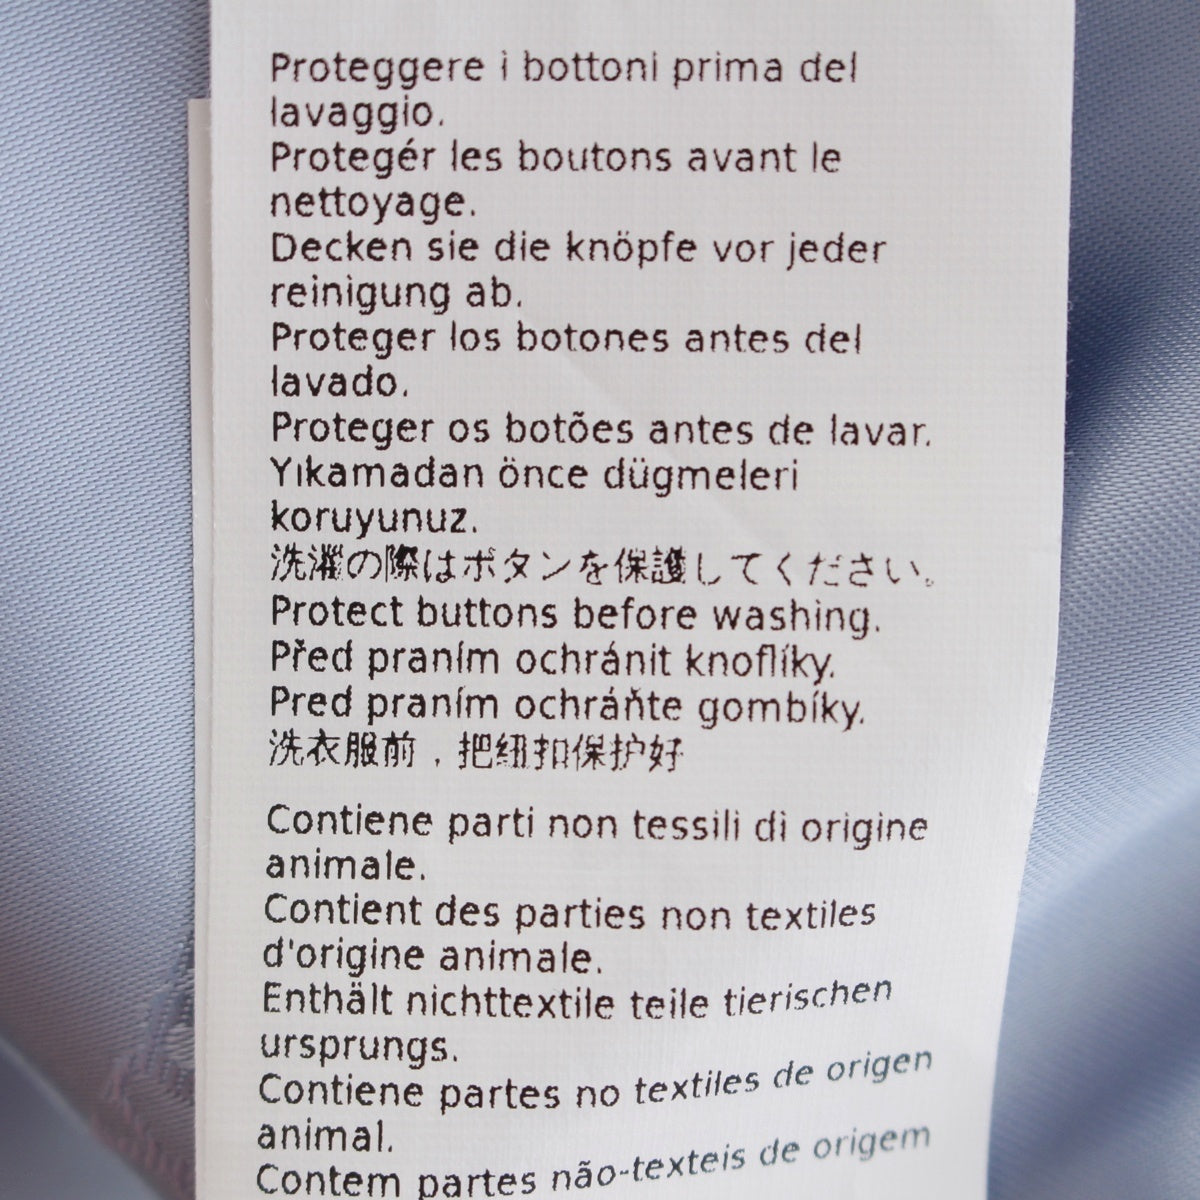 Proteggere i bottoni prima del
lavaggio.
Protegér les boutons avant le
nettoyage.
Decken sie die knöpfe vor jeder
reinigung ab.
Proteger los botones antes del
lavado.
Proteger os botões antes de lavar.
Yıkamadan önce dügmeleri
koruyunuz.
洗濯の際はボタンを保護してください。
Protect buttons before washing.
Před praním ochránit knoflíky.
Pred praním ochráňte gombíky.
洗衣服前，把纽扣保护好
Contiene parti non tessili di origine
animale.
Contient des parties non textiles
d'origine animale.
Enthält nichttextile teile tierischen
ursprungs.
Contiene partes no textiles de origen
animal.
Contem partes não-texteis de origem